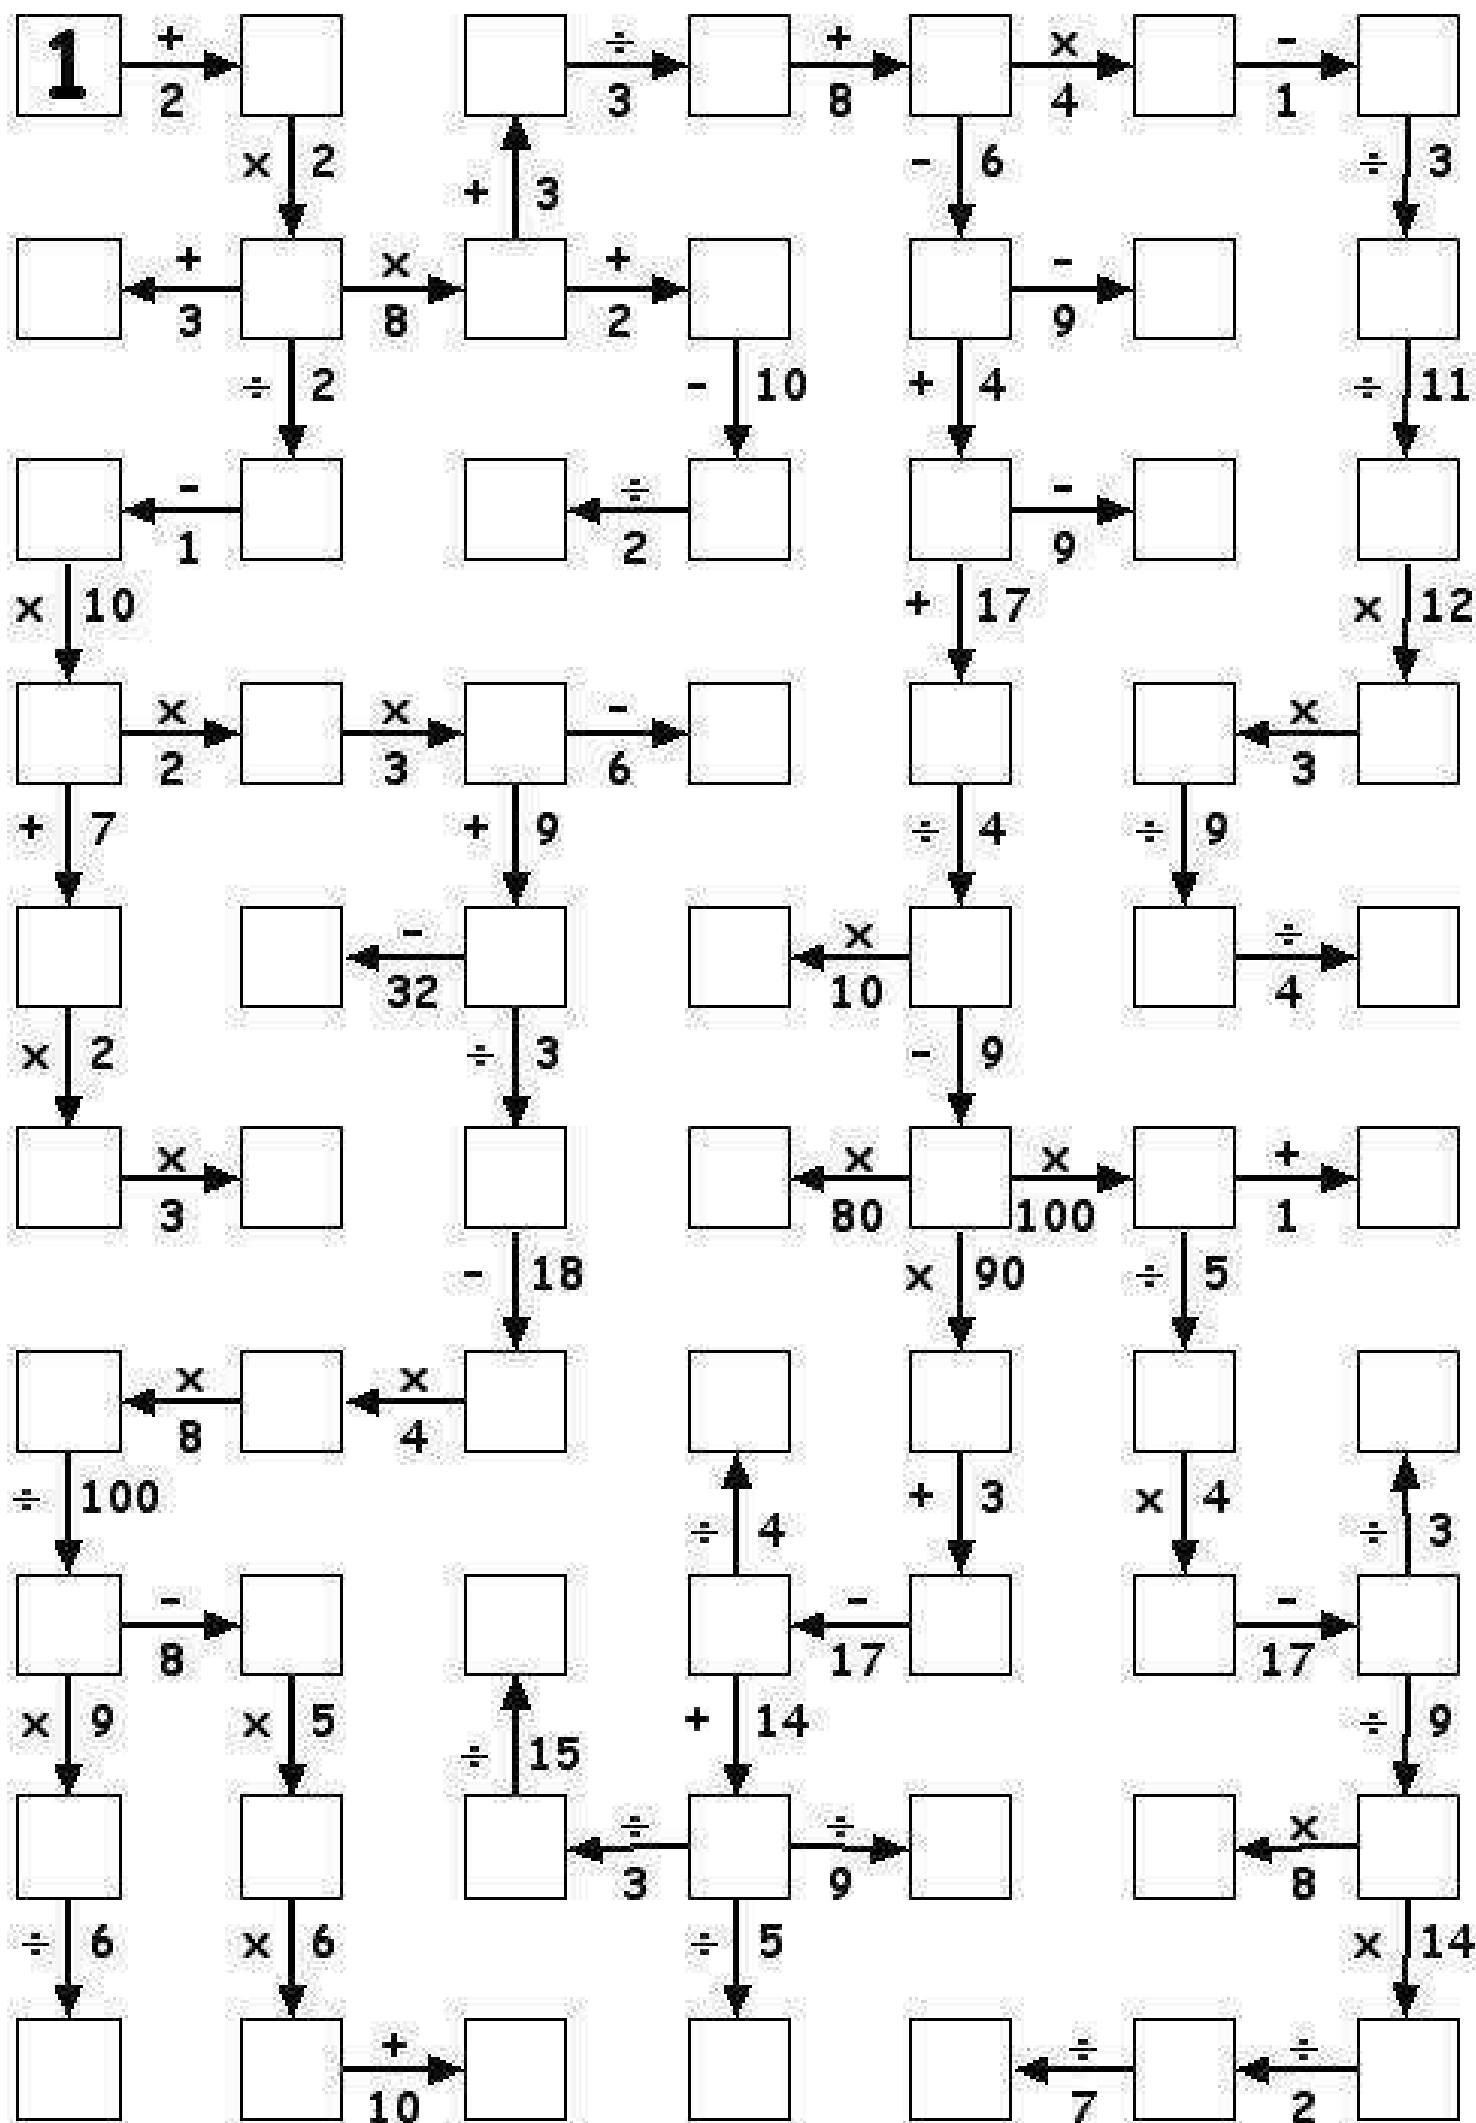 1 + 2 ÷ 3 + 8 x 4 - 1
x 2 + 3 - 6 ÷ 3
+ 3 x 8 + 2 - 9
÷ 2 - 10 + 4 ÷ 11
- 1 ÷ 2 - 9
x 10 + 17 x 12
x 2 x 3 - 6 x 3
+ 7 + 9 ÷ 4 ÷ 9
- 32 x 10 ÷ 4
x 2 ÷ 3 - 9
x 3 x 80 x 100 + 1
- 18 x 90 ÷ 5
x 8 x 4
÷ 100 ÷ 4 + 3 x 4 ÷ 3
- 8 - 17 - 17
x 9 x 5 ÷ 15 + 14 ÷ 9
÷ 3 ÷ 9 x 8
÷ 6 x 6 ÷ 5 x 14
+ 10 ÷ 7 ÷ 2